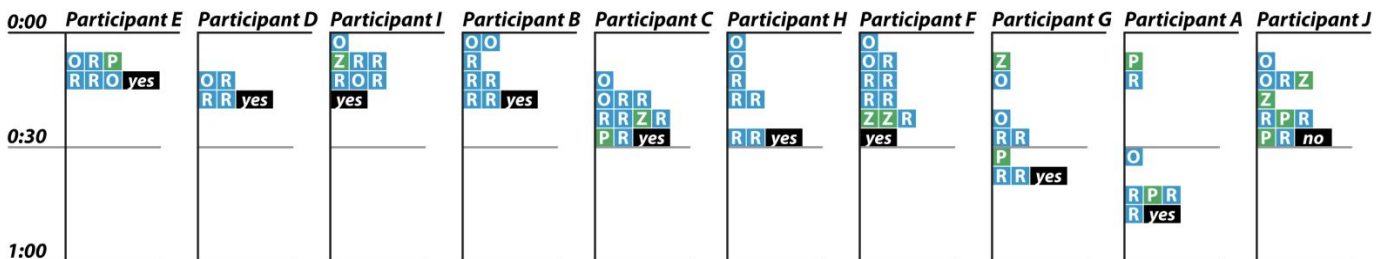 0:00
0:30
1:00
Participant E
O R P
R R O yes
Participant D
O R
R R yes
Participant I
O
Z R R
R O R
yes
Participant B
O O
R
R R
R R yes
Participant C
O
O R R
R R Z R
P R yes
Participant H
O
O
R
R R
R R yes
Participant F
O
O R
R R
R R
Z Z R
yes
Participant G
Z
O
O
R R
P
R R yes
Participant A
P
R
O
R P R
R yes
Participant J
O
O R Z
Z
R P R
P R no